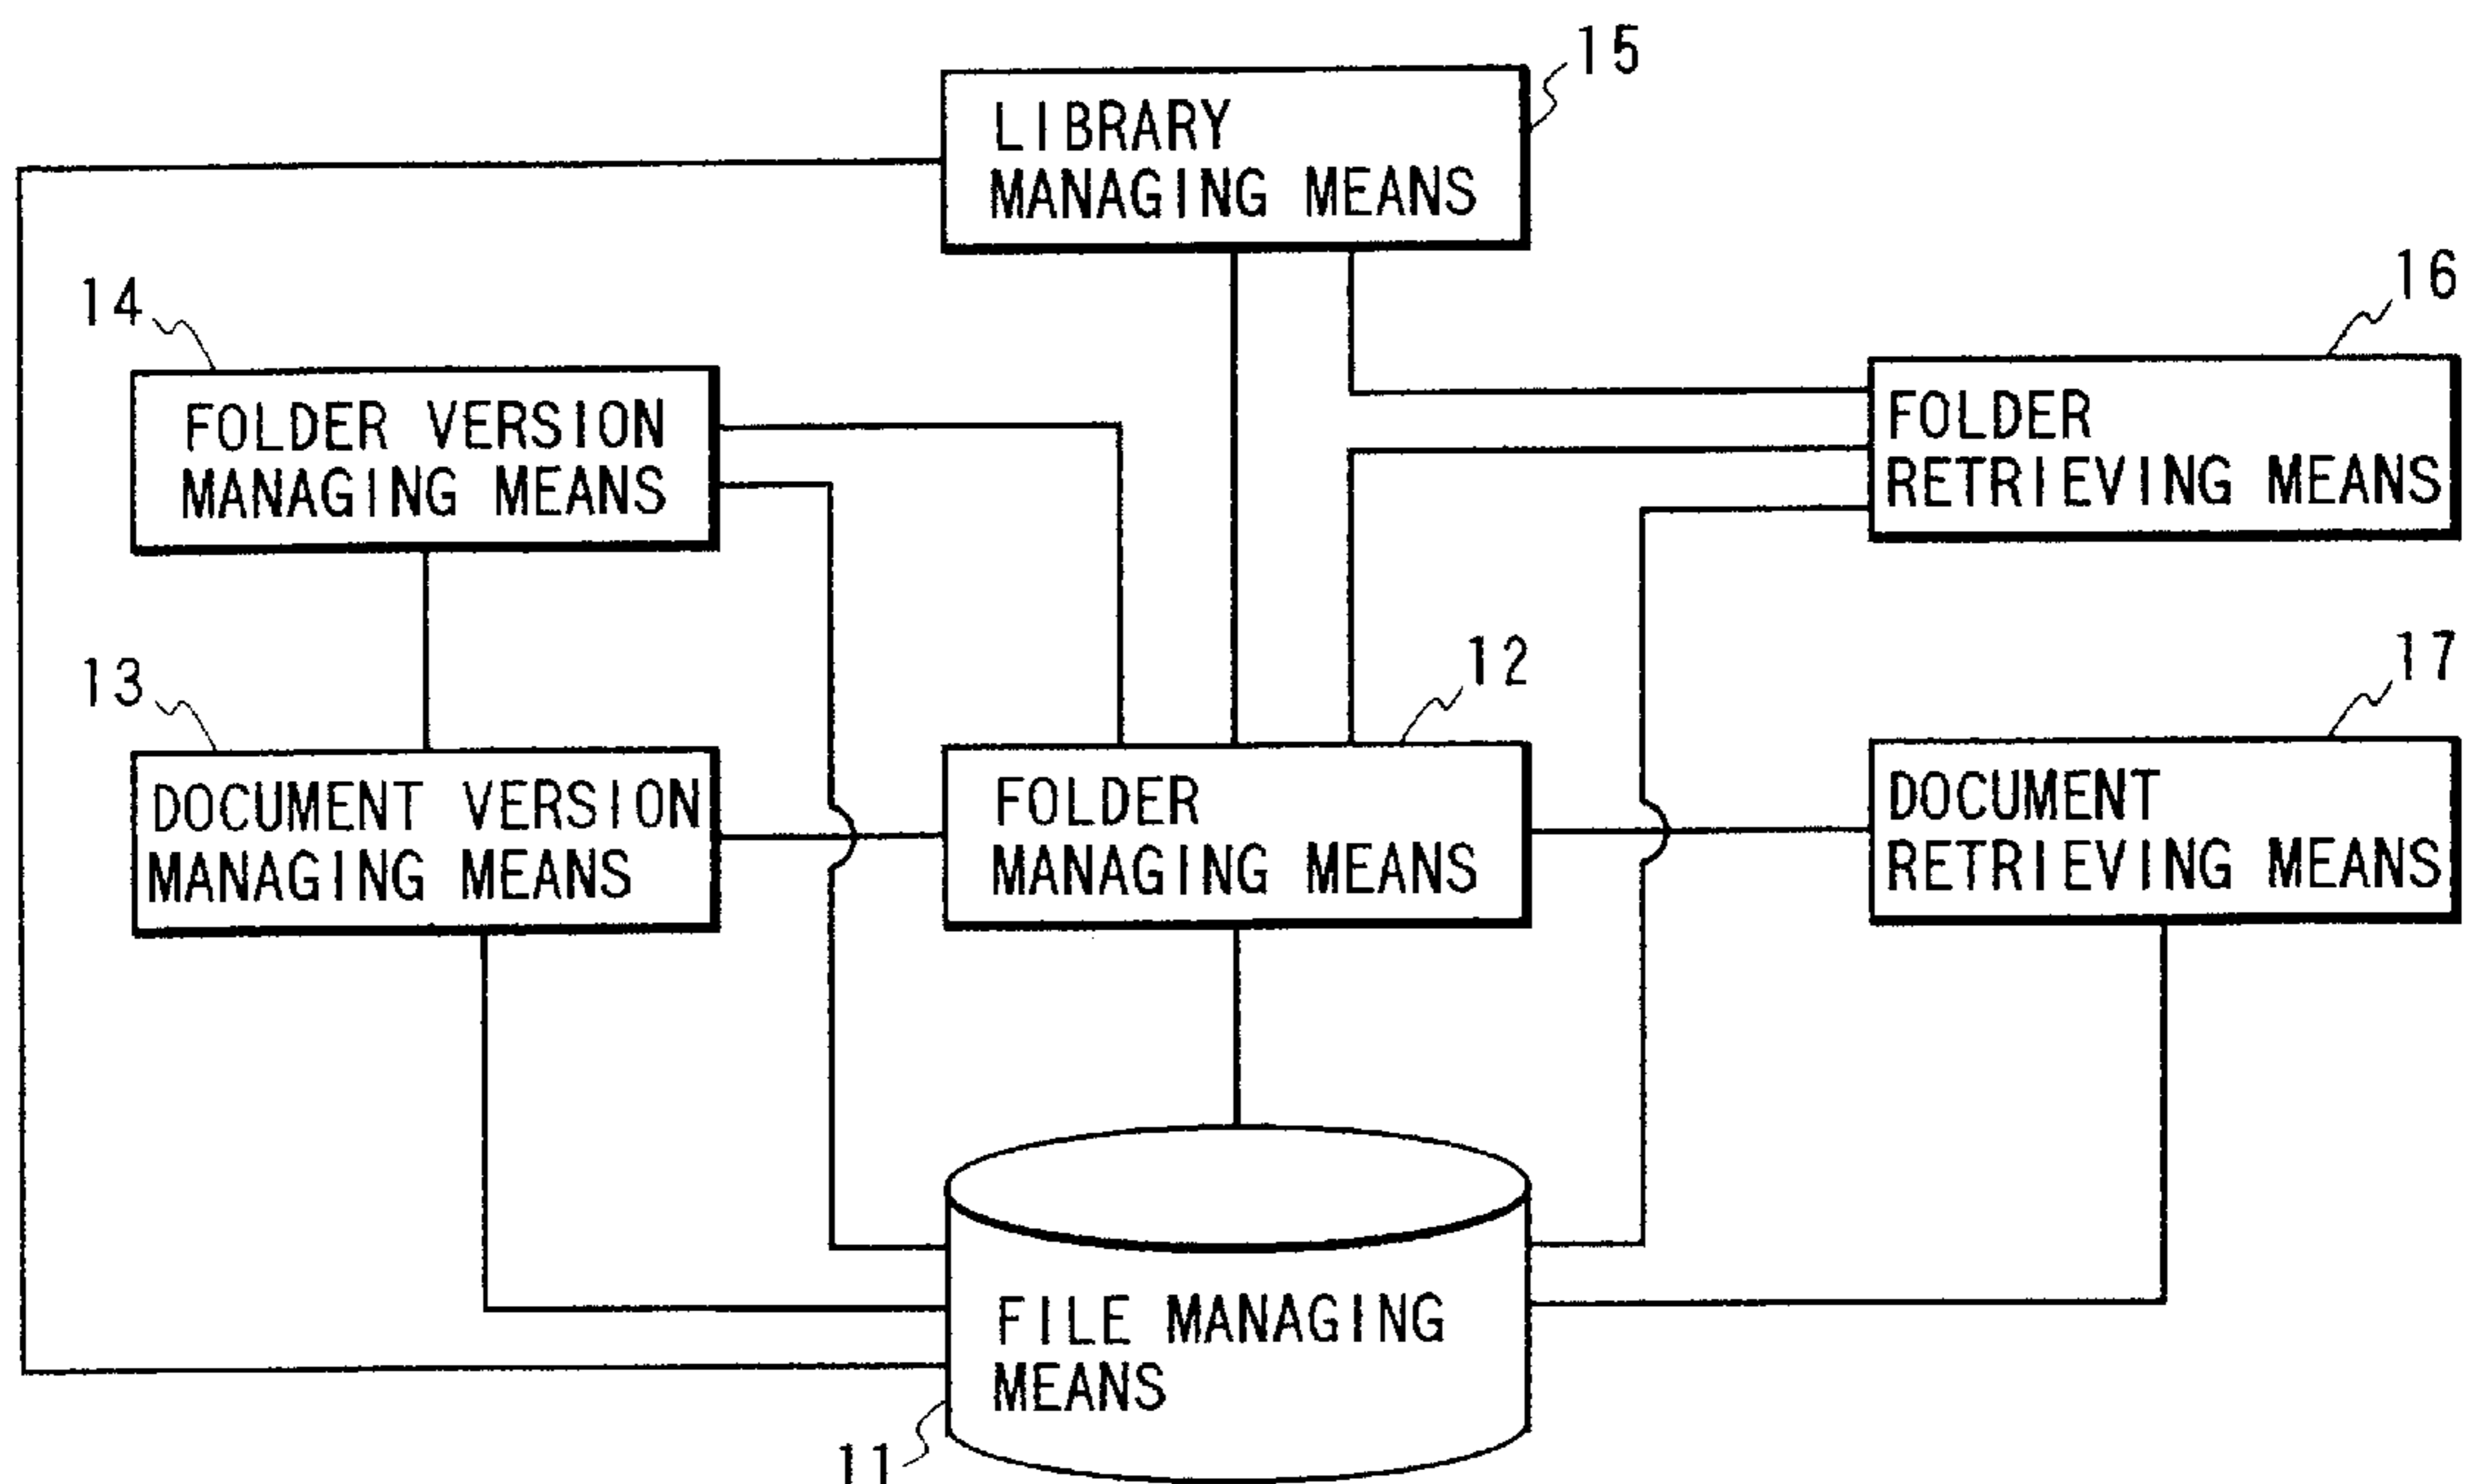 15
LIBRARY
MANAGING MEANS
14
FOLDER VERSION
MANAGING MEANS
16
FOLDER
RETRIEVING MEANS
13
DOCUMENT VERSION
MANAGING MEANS
12
FOLDER
MANAGING MEANS
17
DOCUMENT
RETRIEVING MEANS
FILE MANAGING
MEANS
11